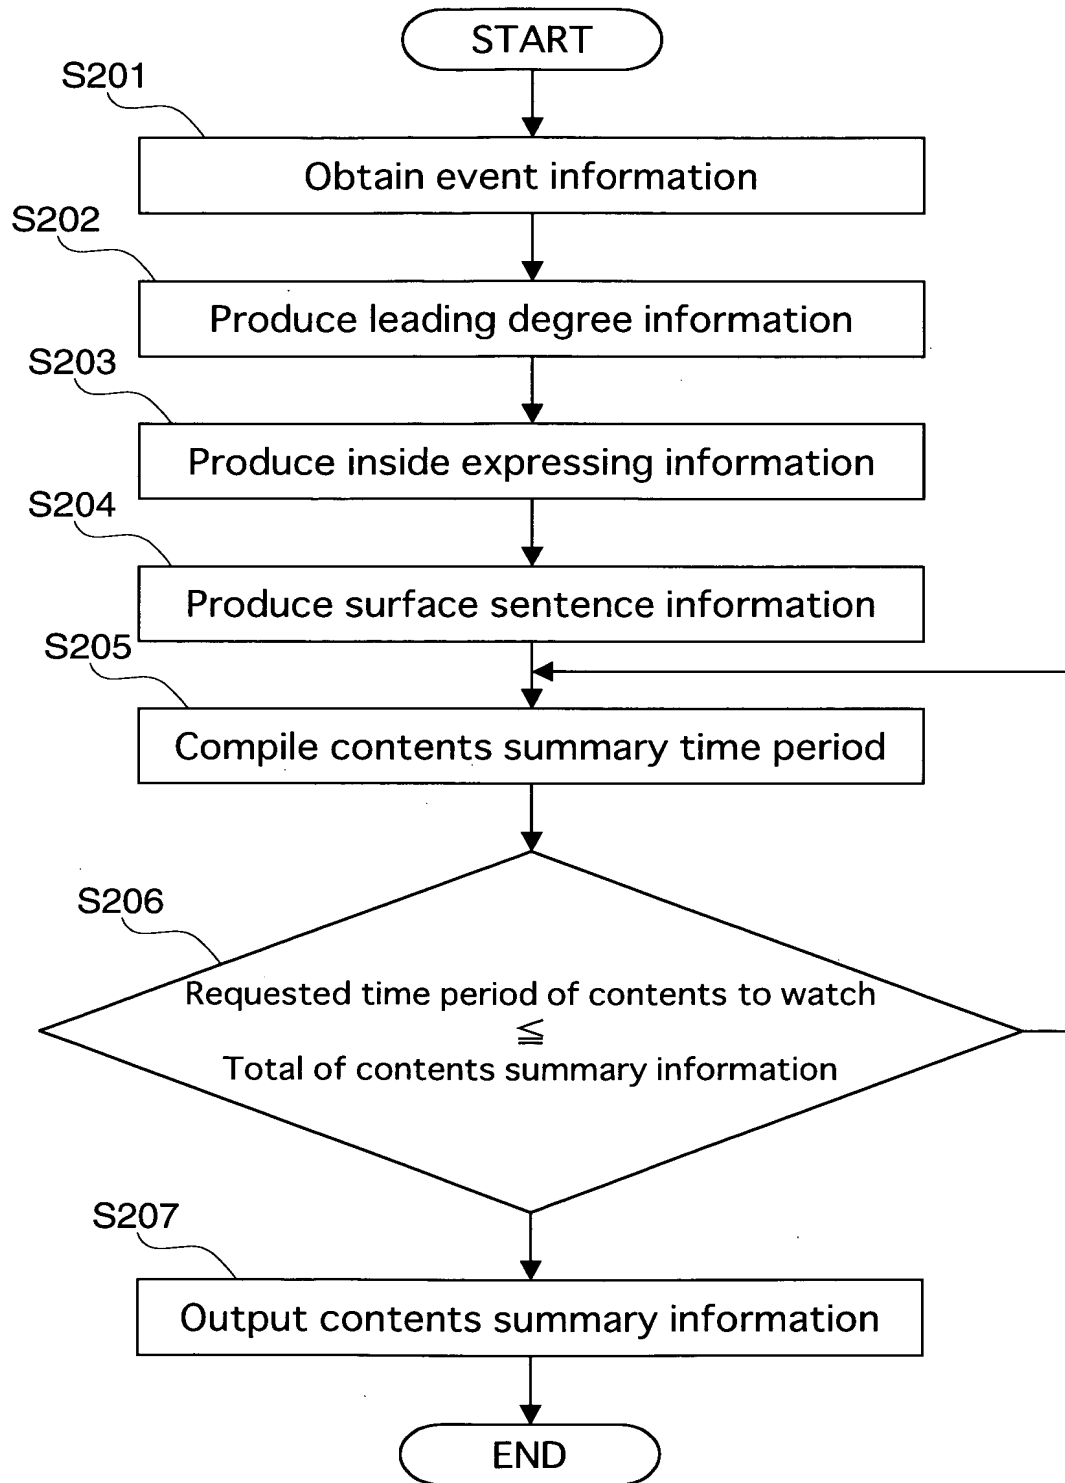 START
S201
Obtain event information
S202
Produce leading degree information
S203
Produce inside expressing information
S204
Produce surface sentence information
S205
Compile contents summary time period
S206
Requested time period of contents to watch
≦
Total of contents summary information
S207
Output contents summary information
END